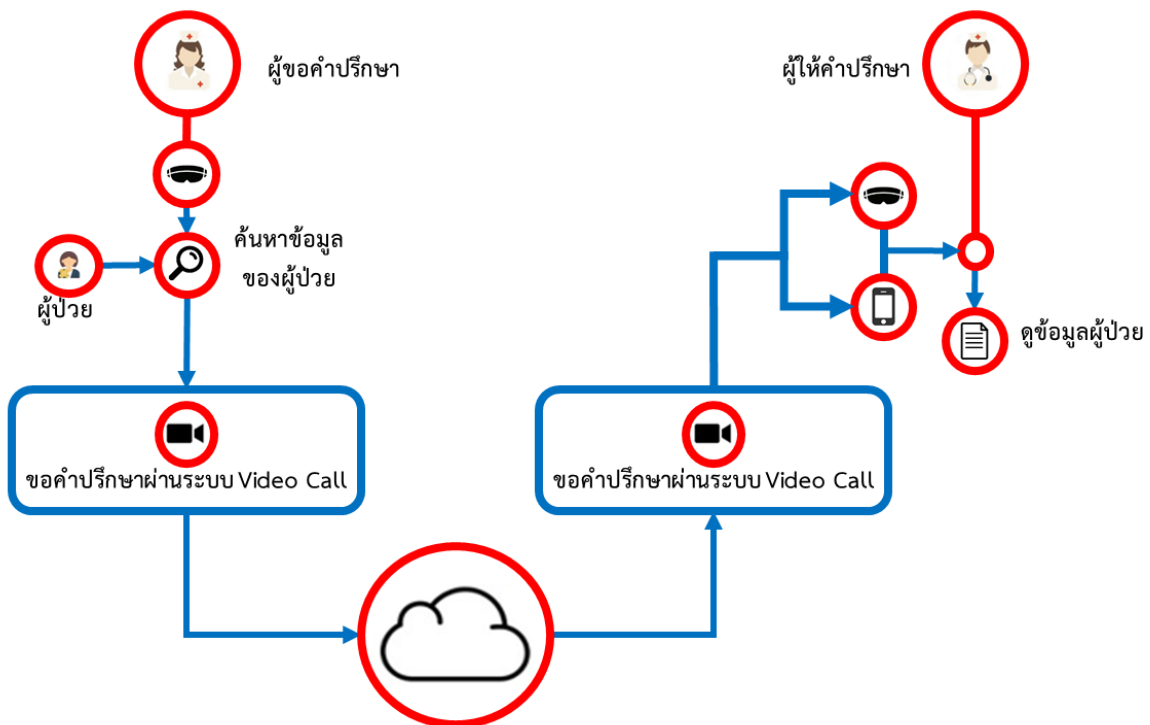 ผู้ขอคำปรึกษา
ผู้ให้คำปรึกษา
ค้นหาข้อมูล
ของผู้ป่วย
ผู้ป่วย
ดูข้อมูลผู้ป่วย
ขอคำปรึกษาผ่านระบบ Video Call
ขอคำปรึกษาผ่านระบบ Video Call